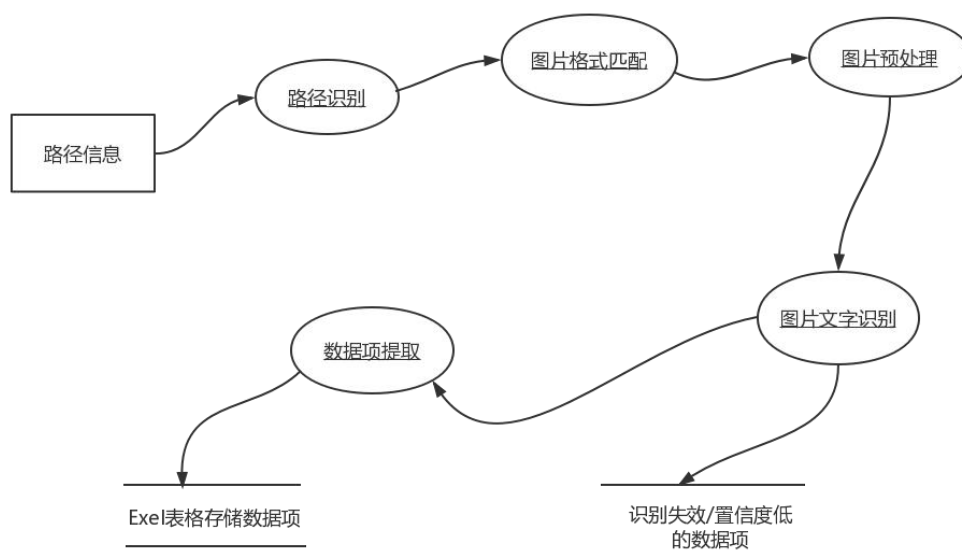 路径信息
路径识别
图片格式匹配
图片预处理
图片文字识别
数据项提取
Exel表格存储数据项
识别失效/置信度低
的数据项